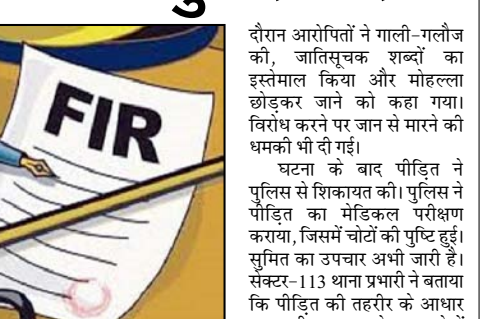 FIR
दौरान आरोपितों ने गाली-गलौज
की, जातिसूचक शब्दों का
इस्तेमाल किया और मोहल्ला
छोड़कर जाने को कहा गया।
विरोध करने पर जान से मारने की
धमकी भी दी गई।
घटना के बाद पीड़ित ने
पुलिस से शिकायत की। पुलिस ने
पीड़ित का मेडिकल परीक्षण
कराया, जिसमें चोटों की पुष्टि हुई।
सुमित का उपचार अभी जारी है।
सेक्टर-113 थाना प्रभारी ने बताया
कि पीड़ित की तहरीर के आधार